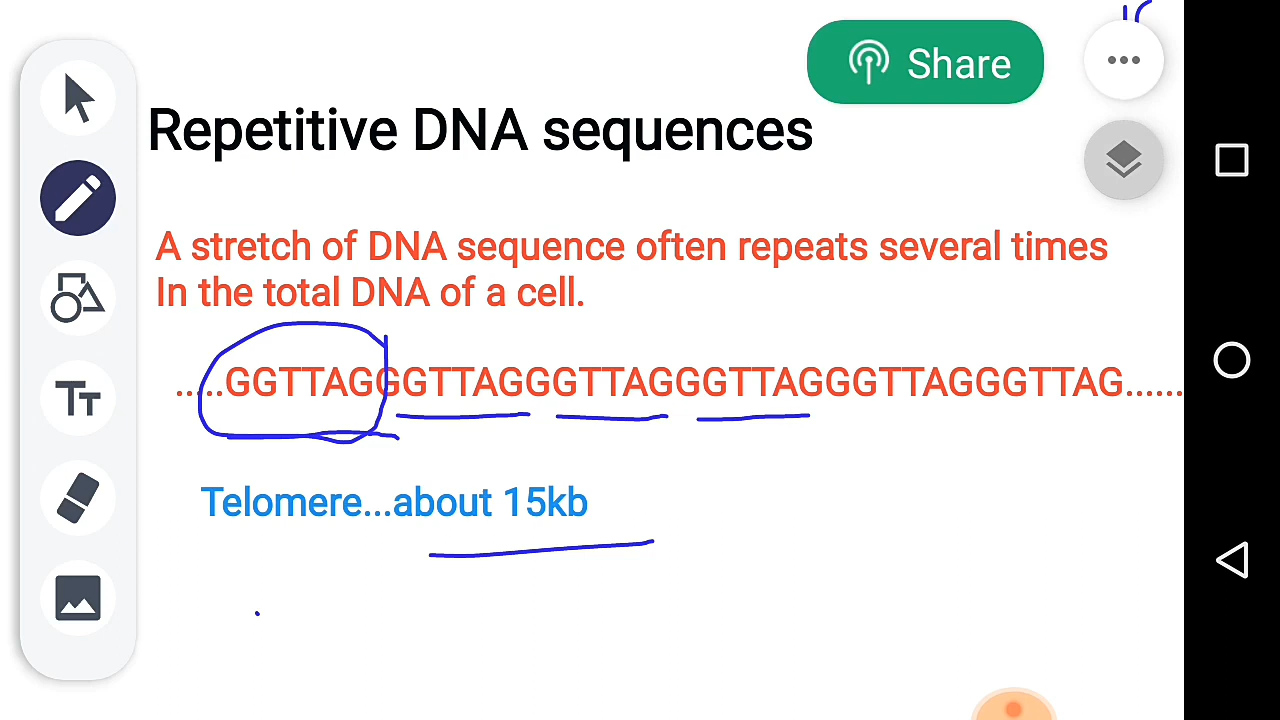 Share
Repetitive DNA sequences
A stretch of DNA sequence often repeats several times
In the total DNA of a cell.
.....GGTTAGGGTTAGGGTTAGGGTTAGGGTTAGGGTTAG......
Telomere...about 15kb
Tт